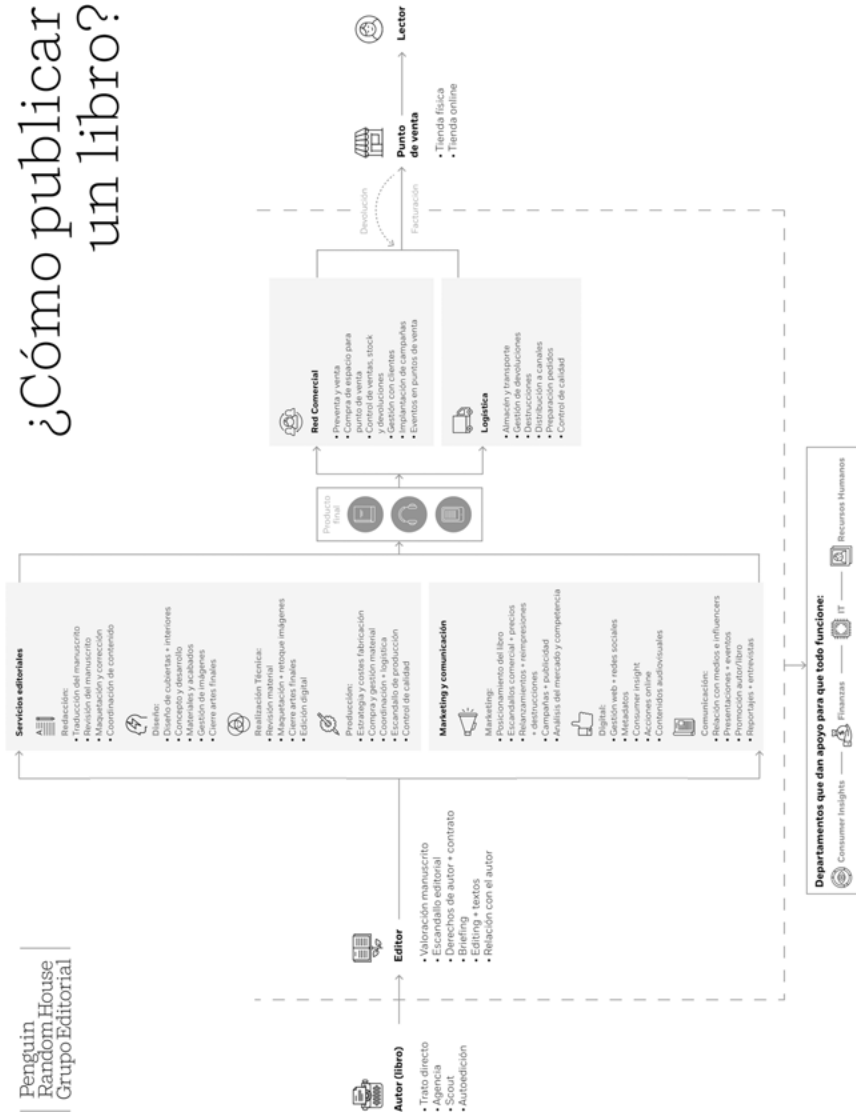 Penguin
Random House
Grupo Editorial
¿Cómo publicar
un libro?
Autor (libro)
• Trato directo
• Agencia
• Scout
• Autoedición
Editor
• Valoración manuscrito
• Escandallo editorial
• Derechos de autor + contrato
• Briefing
• Editing + textos
• Relación con el autor
Servicios editoriales
Redacción:
• Traducción del manuscrito
• Revisión del manuscrito
• Maquetación y corrección
• Coordinación de contenido
Diseño:
• Diseño de cubiertas + interiores
• Concepto y desarrollo
• Materiales y acabados
• Gestión de imágenes
• Cierre artes finales
Realización Técnica:
• Revisión material
• Maquetación + retoque imágenes
• Cierre artes finales
• Edición digital
Producción:
• Estrategia y costes fabricación
• Compra y gestión material
• Coordinación + logística
• Escandallo de producción
• Control de calidad
Marketing y comunicación
Marketing:
• Posicionamiento del libro
• Escandallos comercial + precios
• Relanzamientos + reimpresiones
+ destrucciones
• Campañas + publicidad
• Análisis del mercado y competencia
Digital:
• Gestión web + redes sociales
• Metadatos
• Consumer insight
• Acciones online
• Contenidos audiovisuales
Comunicación:
• Relación con medios e influencers
• Presentaciones + eventos
• Promoción autor/libro
• Reportajes + entrevistas
Producto
final
Red Comercial
• Preventa y venta
• Compra de espacio para
punto de venta
• Control de ventas, stock
y devoluciones
• Gestión con clientes
• Implantación de campañas
• Eventos en puntos de venta
Logística
• Almacén y transporte
• Gestión de devoluciones
• Destrucciones
• Distribución a canales
• Preparación pedidos
• Control de calidad
Devolución
Facturación
Punto
de venta
• Tienda física
• Tienda online
Lector
Departamentos que dan apoyo para que todo funcione:
Consumer Insights
Finanzas
IT
Recursos Humanos